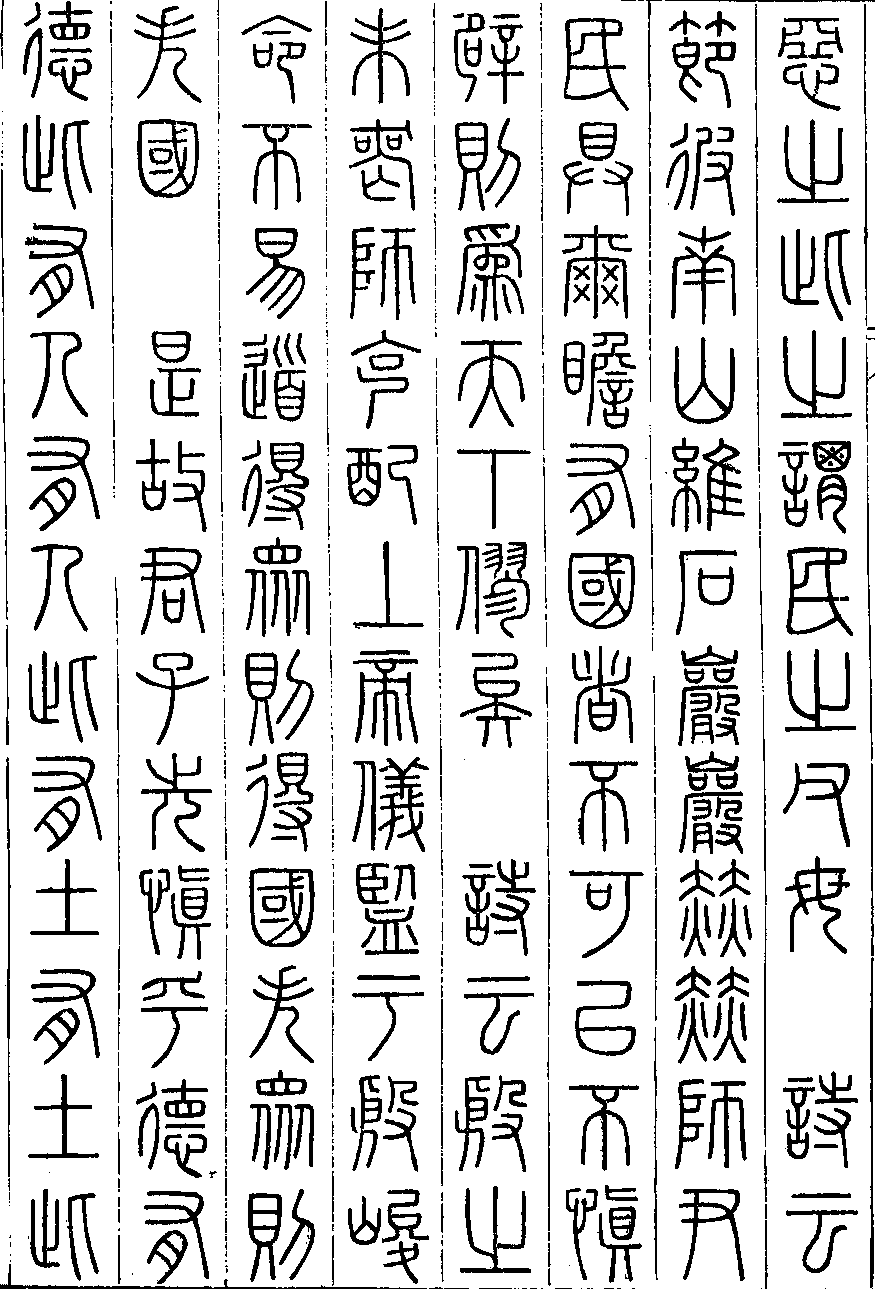 惡之此之謂民之父母　詩云
節彼南山維石巖巖赫赫師尹
民具爾瞻有國者不可以不慎
辟則為天下僇矣　詩云殷之
未喪師克配上帝儀監于殷峻
命不易道得眾則得國失眾則
失國　是故君子先慎乎德有
德此有人有人此有土有土此